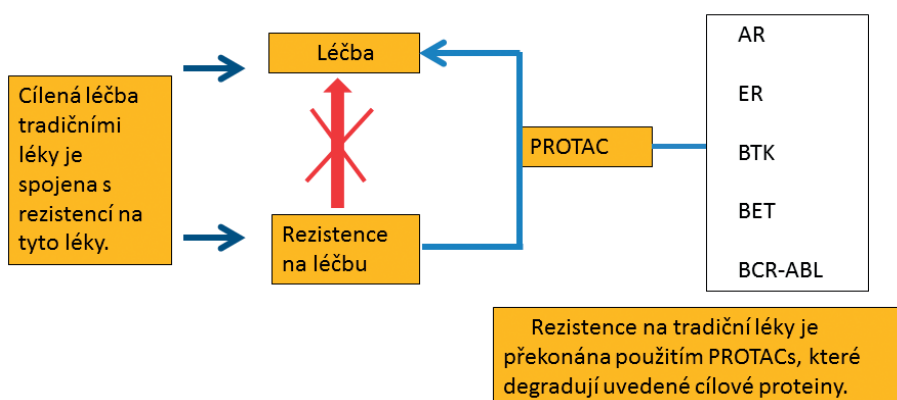 Cílená léčba
tradičními
léky je
spojena s
rezistencí na
tyto léky.
Léčba
Rezistence
na léčbu
PROTAC
AR
ER
BTK
BET
BCR-ABL
Rezistence na tradiční léky je
překonána použitím PROTACs, které
degradují uvedené cílové proteiny.